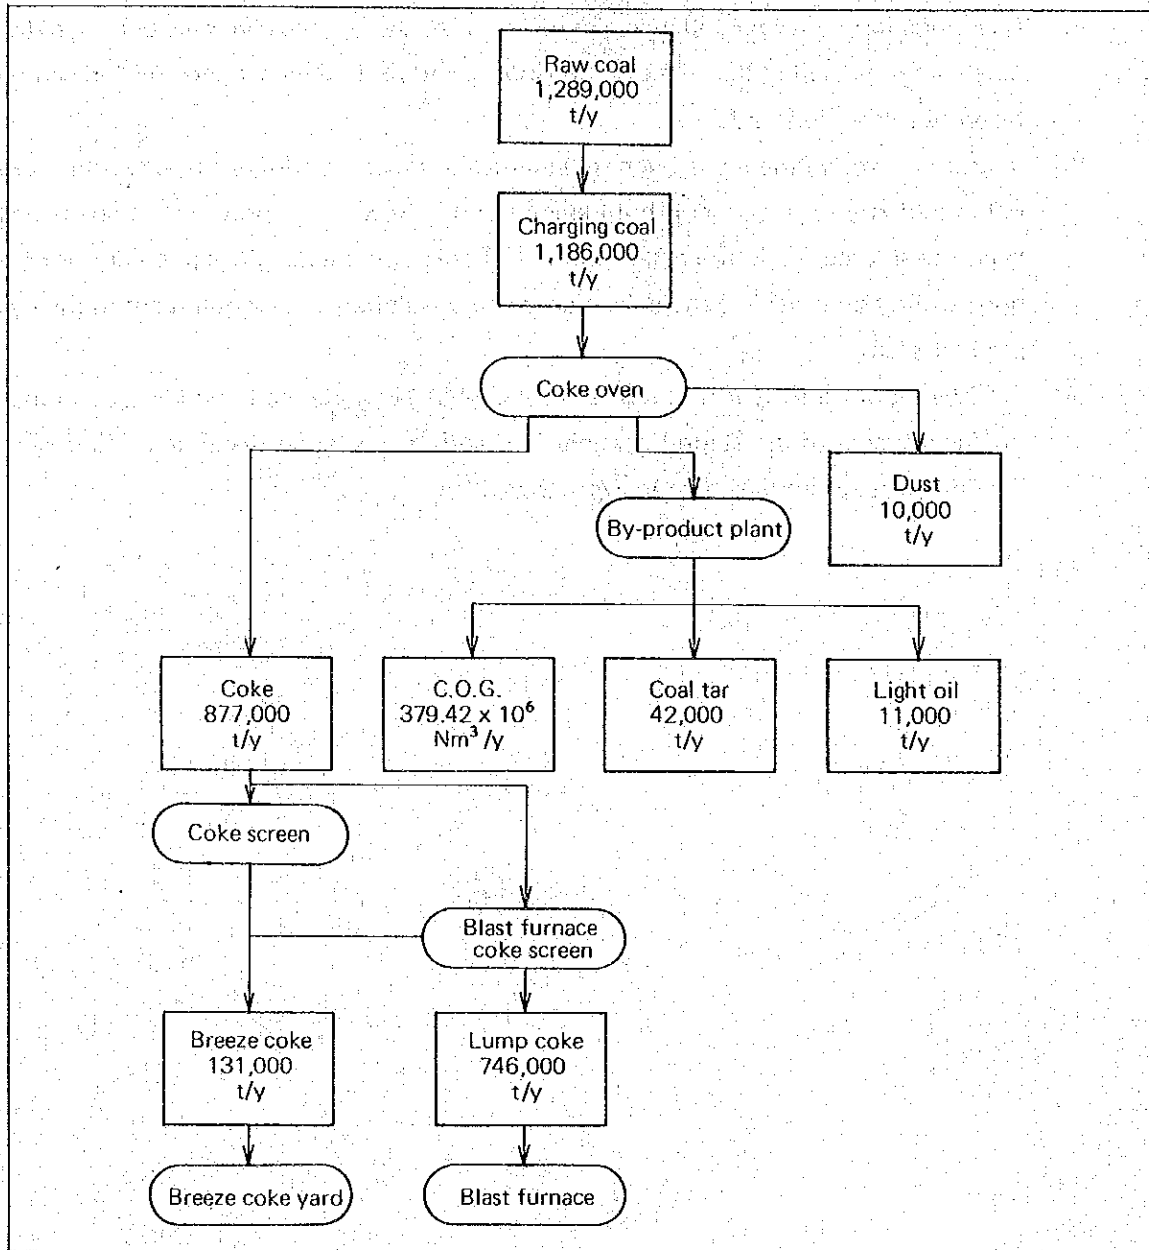 Raw coal
1,289,000
t/y
Charging coal
1,186,000
t/y
Coke oven
Dust
10,000
t/y
By-product plant
Coke
877,000
t/y
C.O.G.
379.42 x 10⁶
Nm³/y
Coal tar
42,000
t/y
Light oil
11,000
t/y
Coke screen
Blast furnace
coke screen
Breeze coke
131,000
t/y
Lump coke
746,000
t/y
Breeze coke yard
Blast furnace